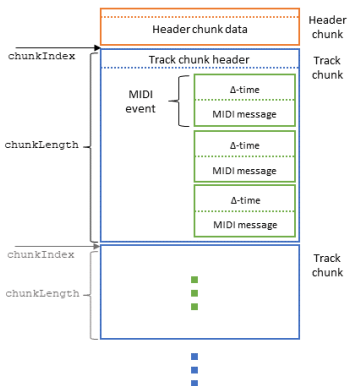 Header chunk data
Header
chunk
chunkIndex
Track chunk header
Track
chunk
MIDI
event
Δ-time
MIDI message
chunkLength
Δ-time
MIDI message
Δ-time
MIDI message
chunkIndex
Track
chunk
chunkLength